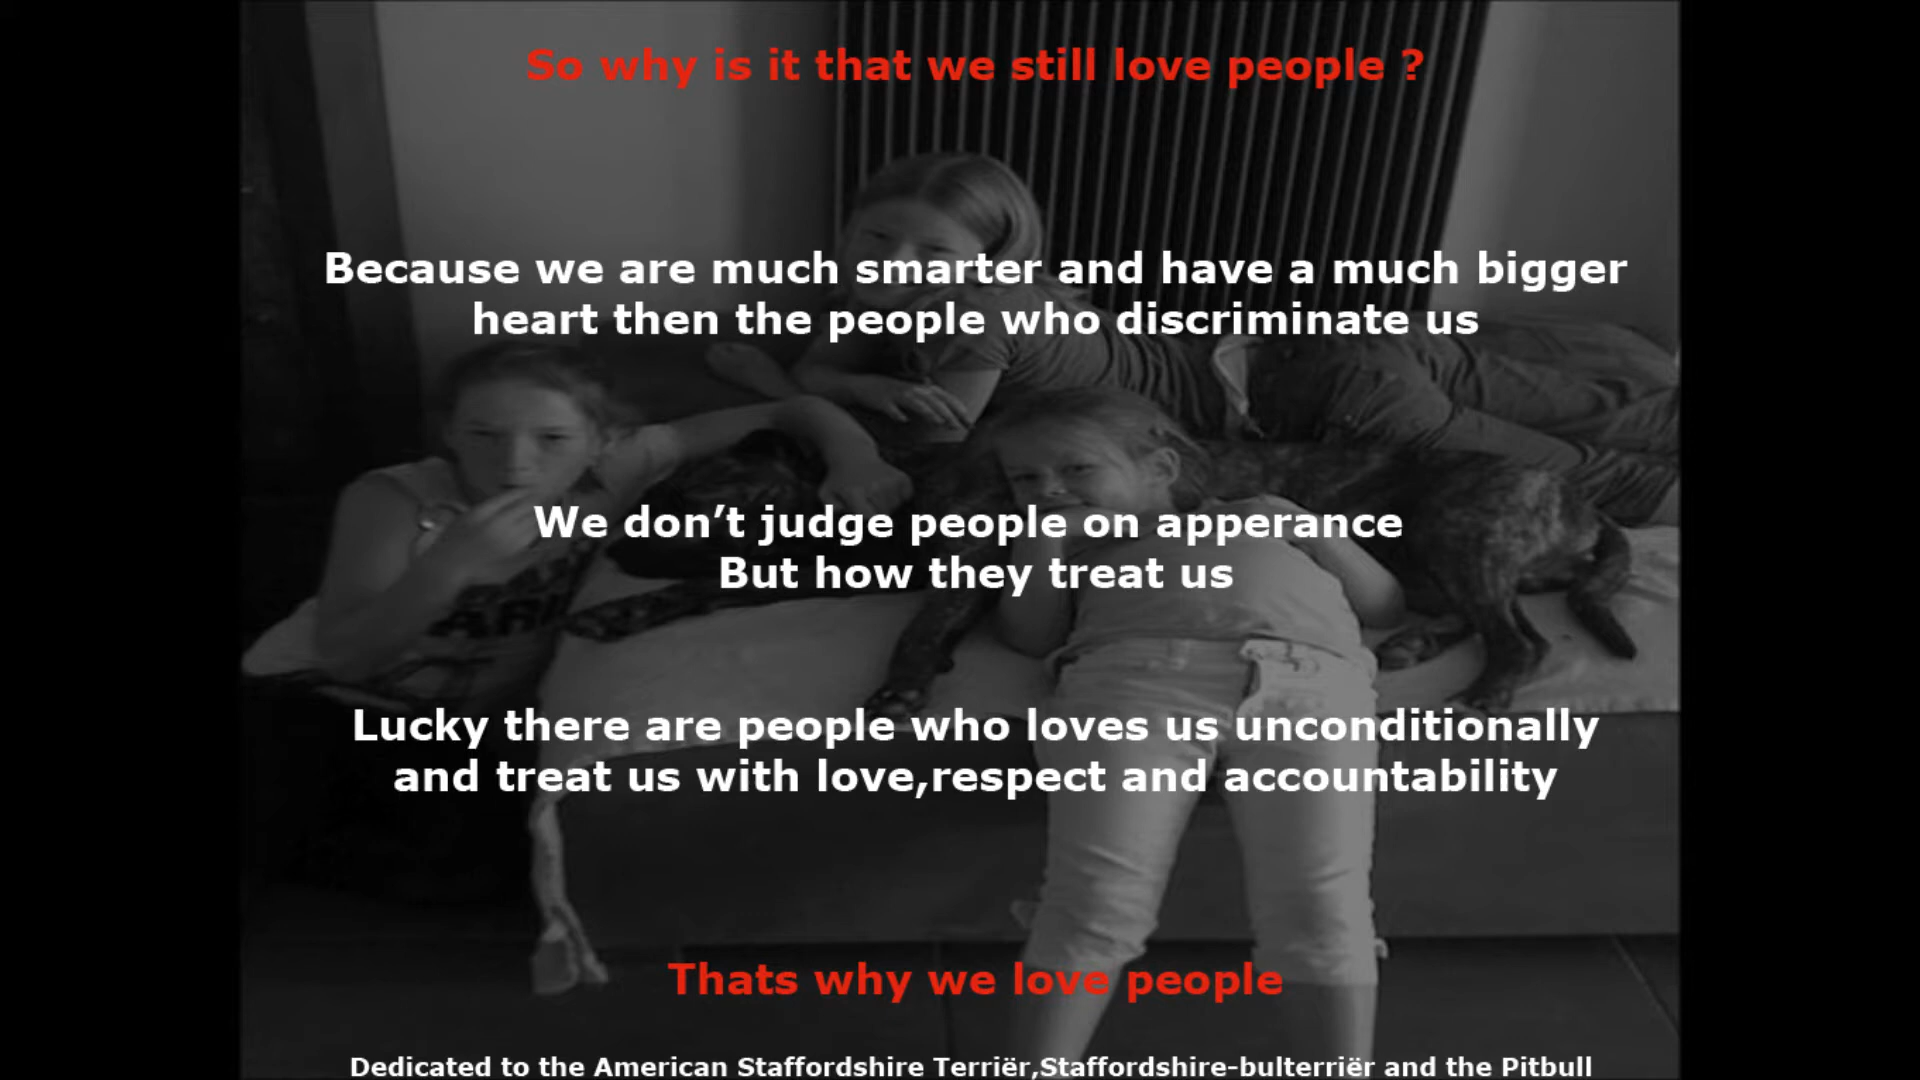 So why is it that we still love people ?
Because we are much smarter and have a much bigger
heart then the people who discriminate us
We don’t judge people on apperance
But how they treat us
Lucky there are people who loves us unconditionally
and treat us with love,respect and accountability
Thats why we love people
Dedicated to the American Staffordshire Terriër,Staffordshire-bulterriër and the Pitbull